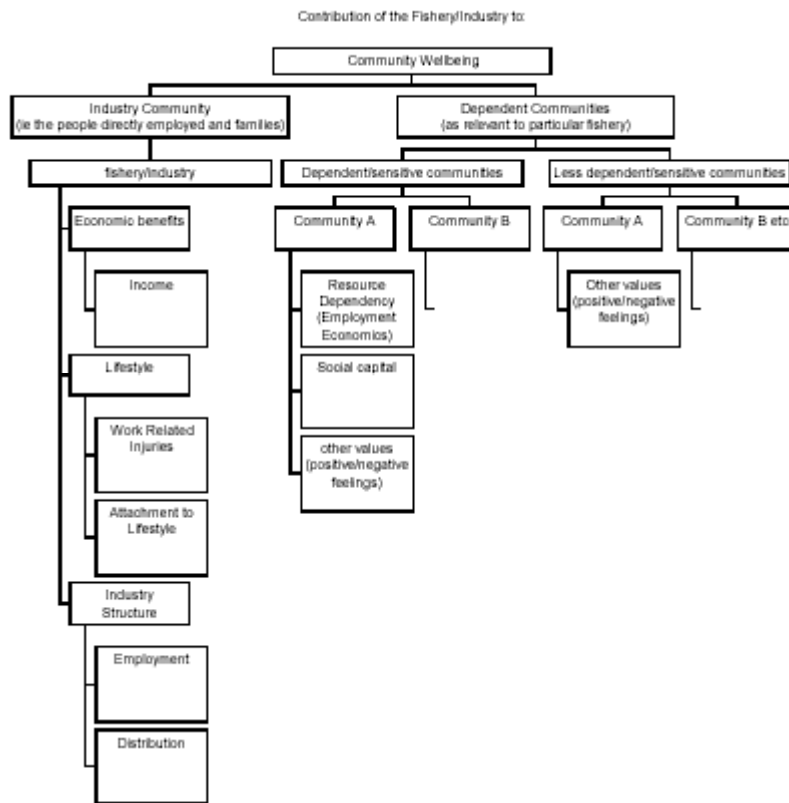 Contribution of the Fishery/Industry to:
Community Wellbeing
Industry Community
(ie the people directly employed and families)
Dependent Communities
(as relevant to particular fishery)
fishery/industry
Dependent/sensitive communities
Less dependent/sensitive communities
Economic benefits
Community A
Community B
Community A
Community B etc
Income
Resource
Dependency
(Employment
Economics)
Other values
(positive/negative
feelings)
Lifestyle
Social capital
Work Related
Injuries
other values
(positive/negative
feelings)
Attachment to
Lifestyle
Industry
Structure
Employment
Distribution